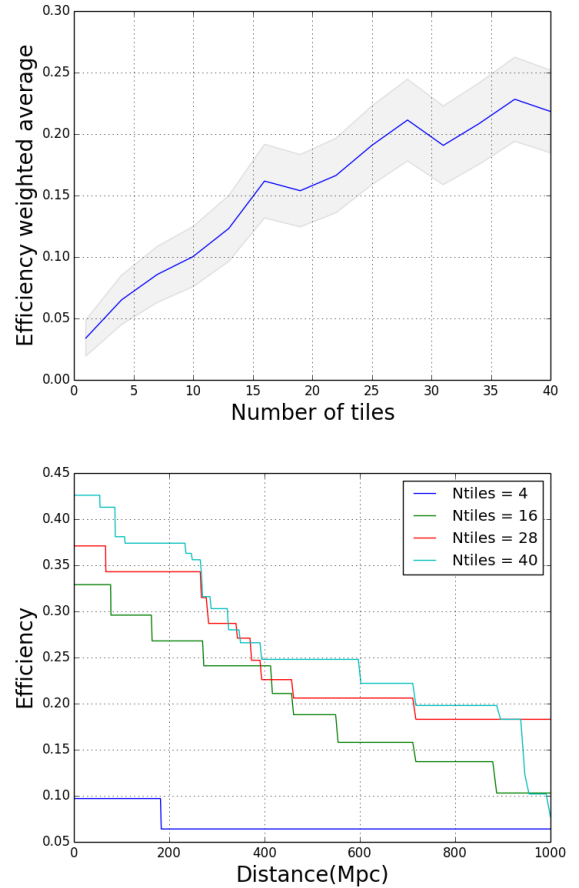 0.30
0.25
0.20
0.15
0.10
0.05
0.00
Efficiency weighted average
0 5 10 15 20 25 30 35 40
Number of tiles
0.45
0.40
0.35
0.30
0.25
0.20
0.15
0.10
0.05
Efficiency
Ntiles = 4
Ntiles = 16
Ntiles = 28
Ntiles = 40
0 200 400 600 800 1000
Distance(Mpc)